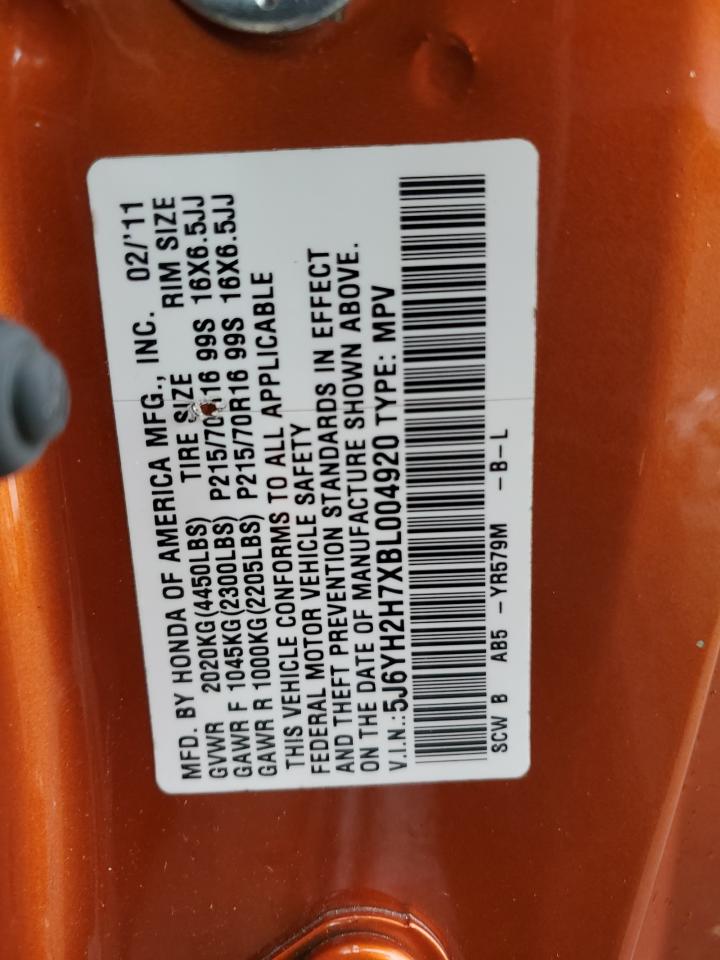 MFD. BY HONDA OF AMERICA MFG., INC. 02/'11
GVWR 2020KG(4450LBS) TIRE SIZE RIM SIZE
GAWR F 1045KG(2300LBS) P215/70R16 99S 16X6.5JJ
GAWR R 1000KG(2205LBS) P215/70R16 99S 16X6.5JJ
THIS VEHICLE CONFORMS TO ALL APPLICABLE
FEDERAL MOTOR VEHICLE SAFETY
AND THEFT PREVENTION STANDARDS IN EFFECT
ON THE DATE OF MANUFACTURE SHOWN ABOVE.
V.I.N.:5J6YH2H7XBL004920 TYPE: MPV
SCW B AB5 -YR579M -B-L